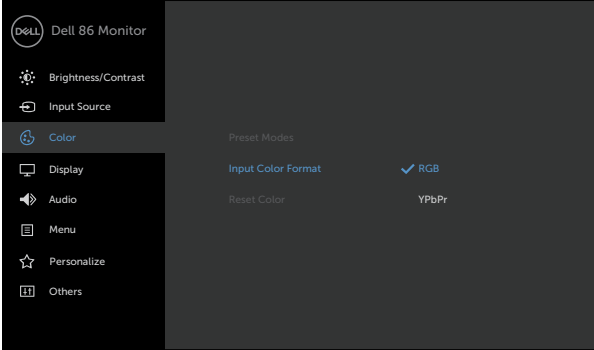 DELL Dell 86 Monitor
Brightness/Contrast
Input Source
Color
Preset Modes
Input Color Format
RGB
Display
Reset Color
YPbPr
Audio
Menu
Personalize
Others